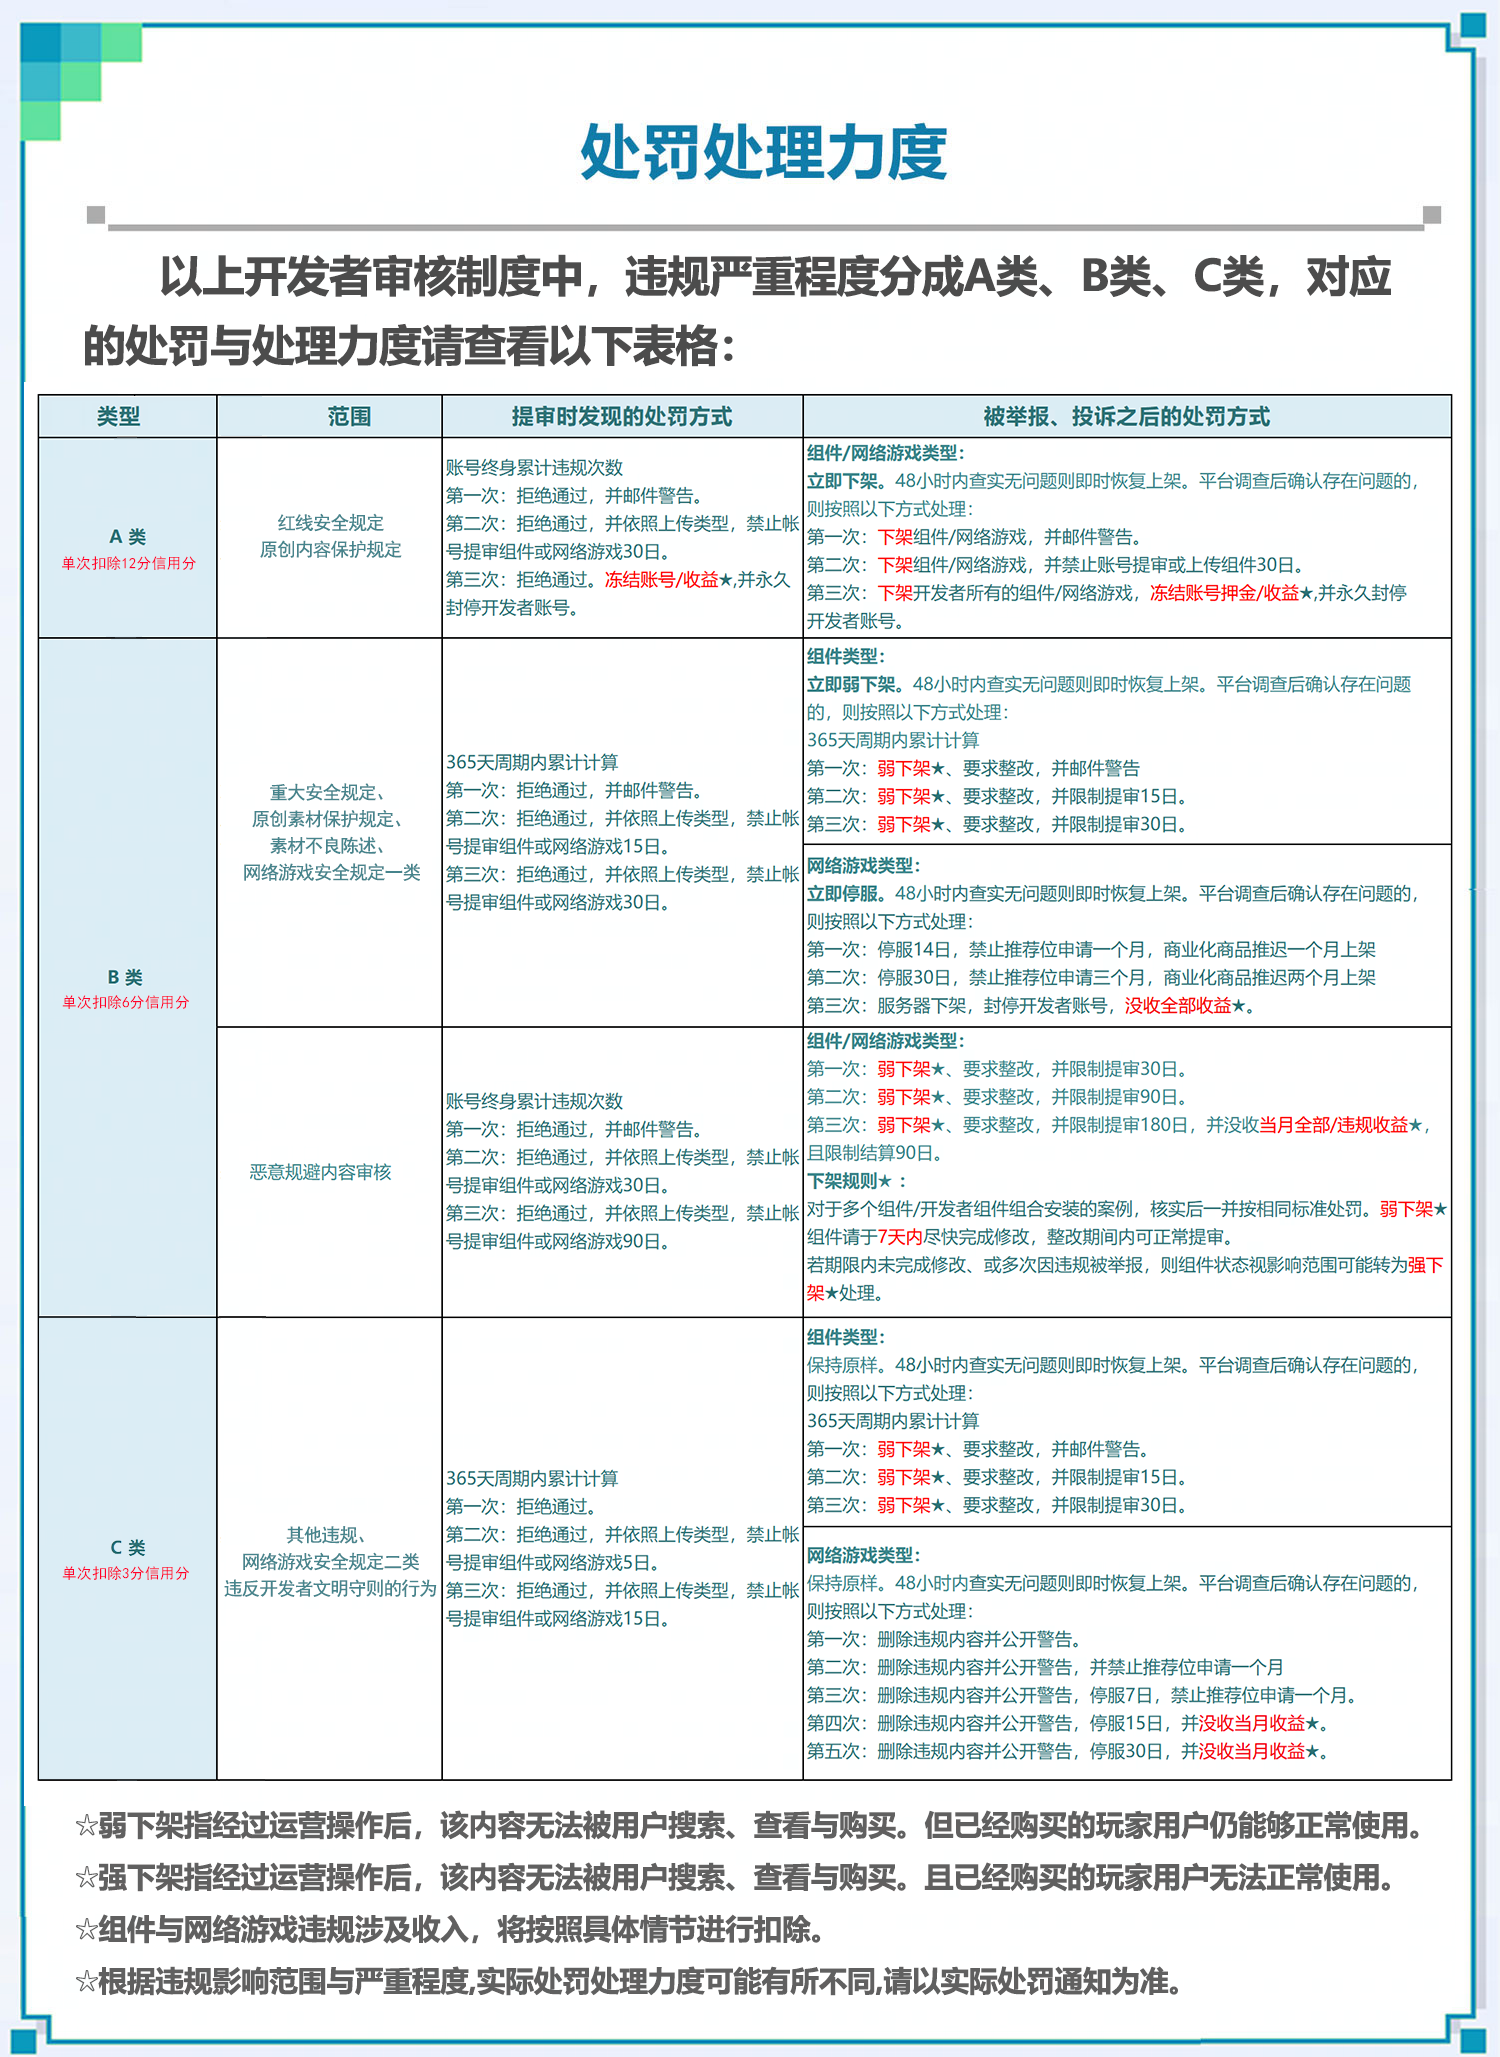 处罚处理力度
以上开发者审核制度中，违规严重程度分成A类、B类、C类，对应
的处罚与处理力度请查看以下表格：
类型
范围
提审时发现的处罚方式
被举报、投诉之后的处罚方式
A 类
单次扣除12分信用分
红线安全规定
原创内容保护规定
账号终身累计违规次数
第一次：拒绝通过，并邮件警告。
第二次：拒绝通过，并依照上传类型，禁止帐
号提审组件或网络游戏30日。
第三次：拒绝通过。冻结账号/收益★,并永久
封停开发者账号。
组件/网络游戏类型：
立即下架。48小时内查实无问题则即时恢复上架。平台调查后确认存在问题的，
则按照以下方式处理：
第一次：下架组件/网络游戏，并邮件警告。
第二次：下架组件/网络游戏，并禁止账号提审或上传组件30日。
第三次：下架开发者所有的组件/网络游戏，冻结账号押金/收益★,并永久封停
开发者账号。
B 类
单次扣除6分信用分
重大安全规定、
原创素材保护规定、
素材不良陈述、
网络游戏安全规定一类
365天周期内累计计算
第一次：拒绝通过，并邮件警告。
第二次：拒绝通过，并依照上传类型，禁止帐
号提审组件或网络游戏15日。
第三次：拒绝通过，并依照上传类型，禁止帐
号提审组件或网络游戏30日。
组件类型：
立即弱下架。48小时内查实无问题则即时恢复上架。平台调查后确认存在问题
的，则按照以下方式处理：
365天周期内累计计算
第一次：弱下架★、要求整改，并邮件警告
第二次：弱下架★、要求整改，并限制提审15日。
第三次：弱下架★、要求整改，并限制提审30日。
网络游戏类型：
立即停服。48小时内查实无问题则即时恢复上架。平台调查后确认存在问题的，
则按照以下方式处理：
第一次：停服14日，禁止推荐位申请一个月，商业化商品推迟一个月上架
第二次：停服30日，禁止推荐位申请三个月，商业化商品推迟两个月上架
第三次：服务器下架，封停开发者账号，没收全部收益★。
恶意规避内容审核
账号终身累计违规次数
第一次：拒绝通过，并邮件警告。
第二次：拒绝通过，并依照上传类型，禁止帐
号提审组件或网络游戏30日。
第三次：拒绝通过，并依照上传类型，禁止帐
号提审组件或网络游戏90日。
组件/网络游戏类型：
第一次：弱下架★、要求整改，并限制提审30日。
第二次：弱下架★、要求整改，并限制提审90日。
第三次：弱下架★、要求整改，并限制提审180日，并没收当月全部/违规收益★，
且限制结算90日。
下架规则★：
对于多个组件/开发者组件组合安装的案例，核实后一并按相同标准处罚。弱下架★
组件请于7天内尽快完成修改，整改期间内可正常提审。
若期限内未完成修改、或多次因违规被举报，则组件状态视影响范围可能转为强下
架★处理。
C 类
单次扣除3分信用分
其他违规、
网络游戏安全规定二类
违反开发者文明守则的行为
365天周期内累计计算
第一次：拒绝通过。
第二次：拒绝通过，并依照上传类型，禁止帐
号提审组件或网络游戏5日。
第三次：拒绝通过，并依照上传类型，禁止帐
号提审组件或网络游戏15日。
组件类型：
保持原样。48小时内查实无问题则即时恢复上架。平台调查后确认存在问题的，
则按照以下方式处理：
365天周期内累计计算
第一次：弱下架★、要求整改，并邮件警告。
第二次：弱下架★、要求整改，并限制提审15日。
第三次：弱下架★、要求整改，并限制提审30日。
网络游戏类型：
保持原样。48小时内查实无问题则即时恢复上架。平台调查后确认存在问题的，
则按照以下方式处理：
第一次：删除违规内容并公开警告。
第二次：删除违规内容并公开警告，并禁止推荐位申请一个月
第三次：删除违规内容并公开警告，停服7日，禁止推荐位申请一个月。
第四次：删除违规内容并公开警告，停服15日，并没收当月收益★。
第五次：删除违规内容并公开警告，停服30日，并没收当月收益★。
☆弱下架指经过运营操作后，该内容无法被用户搜索、查看与购买。但已经购买的玩家用户仍能够正常使用。
☆强下架指经过运营操作后，该内容无法被用户搜索、查看与购买。且已经购买的玩家用户无法正常使用。
☆组件与网络游戏违规涉及收入，将按照具体情节进行扣除。
☆根据违规影响范围与严重程度,实际处罚处理力度可能有所不同,请以实际处罚通知为准。